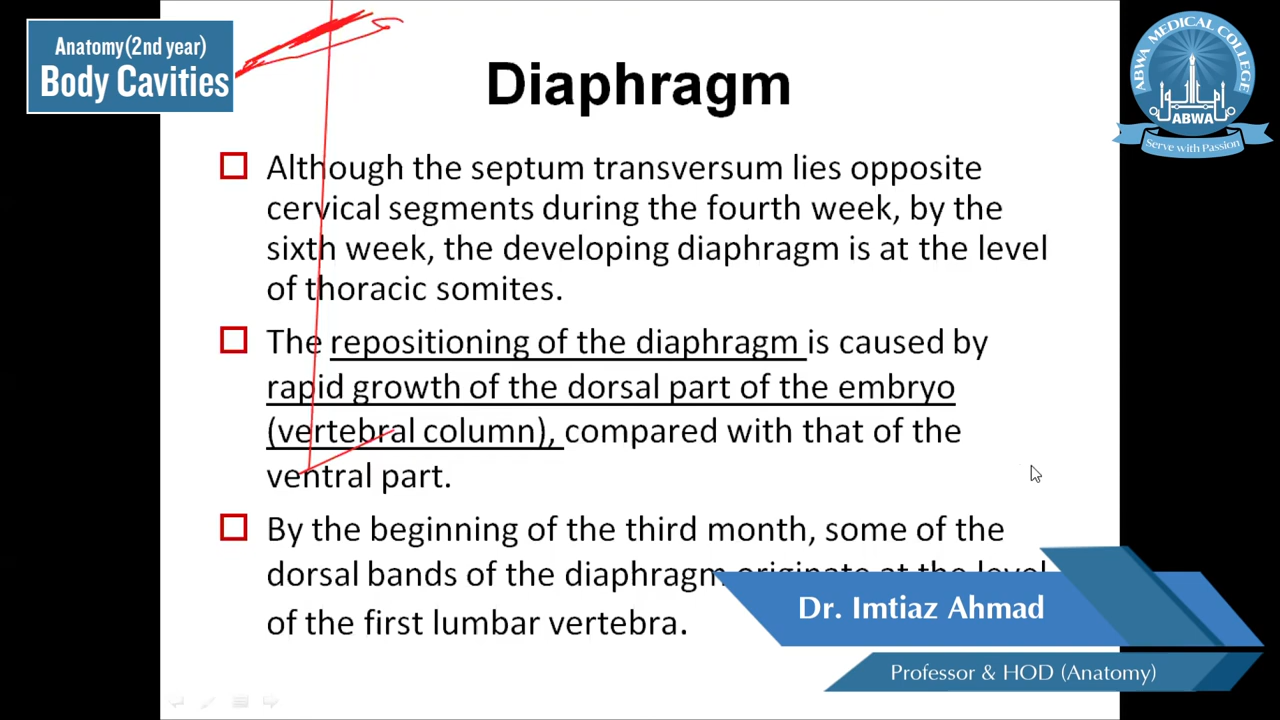 Anatomy(2nd year)
Body Cavities
Diaphragm
ABWA MEDICAL COLLEGE
ABWA
Serve with Passion
Although the septum transversum lies opposite
cervical segments during the fourth week, by the
sixth week, the developing diaphragm is at the level
of thoracic somites.
The repositioning of the diaphragm is caused by
rapid growth of the dorsal part of the embryo
(vertebral column), compared with that of the
ventral part.
By the beginning of the third month, some of the
dorsal bands of the diaphragm originate at the level
of the first lumbar vertebra.
Dr. Imtiaz Ahmad
Professor & HOD (Anatomy)